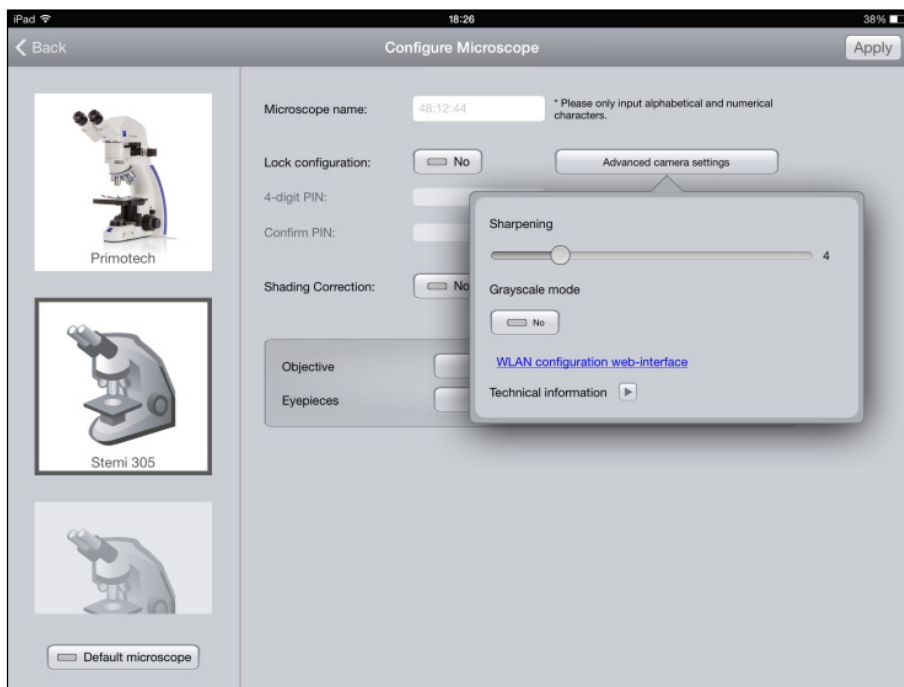 iPad 18:26 38%
Back Configure Microscope Apply
Microscope name: 48:12:44 * Please only input alphabetical and numerical
characters.
Lock configuration: No Advanced camera settings
4-digit PIN:
Confirm PIN:
Sharpening
4
Primotech
Shading Correction: No
Grayscale mode
No
WLAN configuration web-interface
Objective
Technical information
Eyepieces
Stemi 305
Default microscope